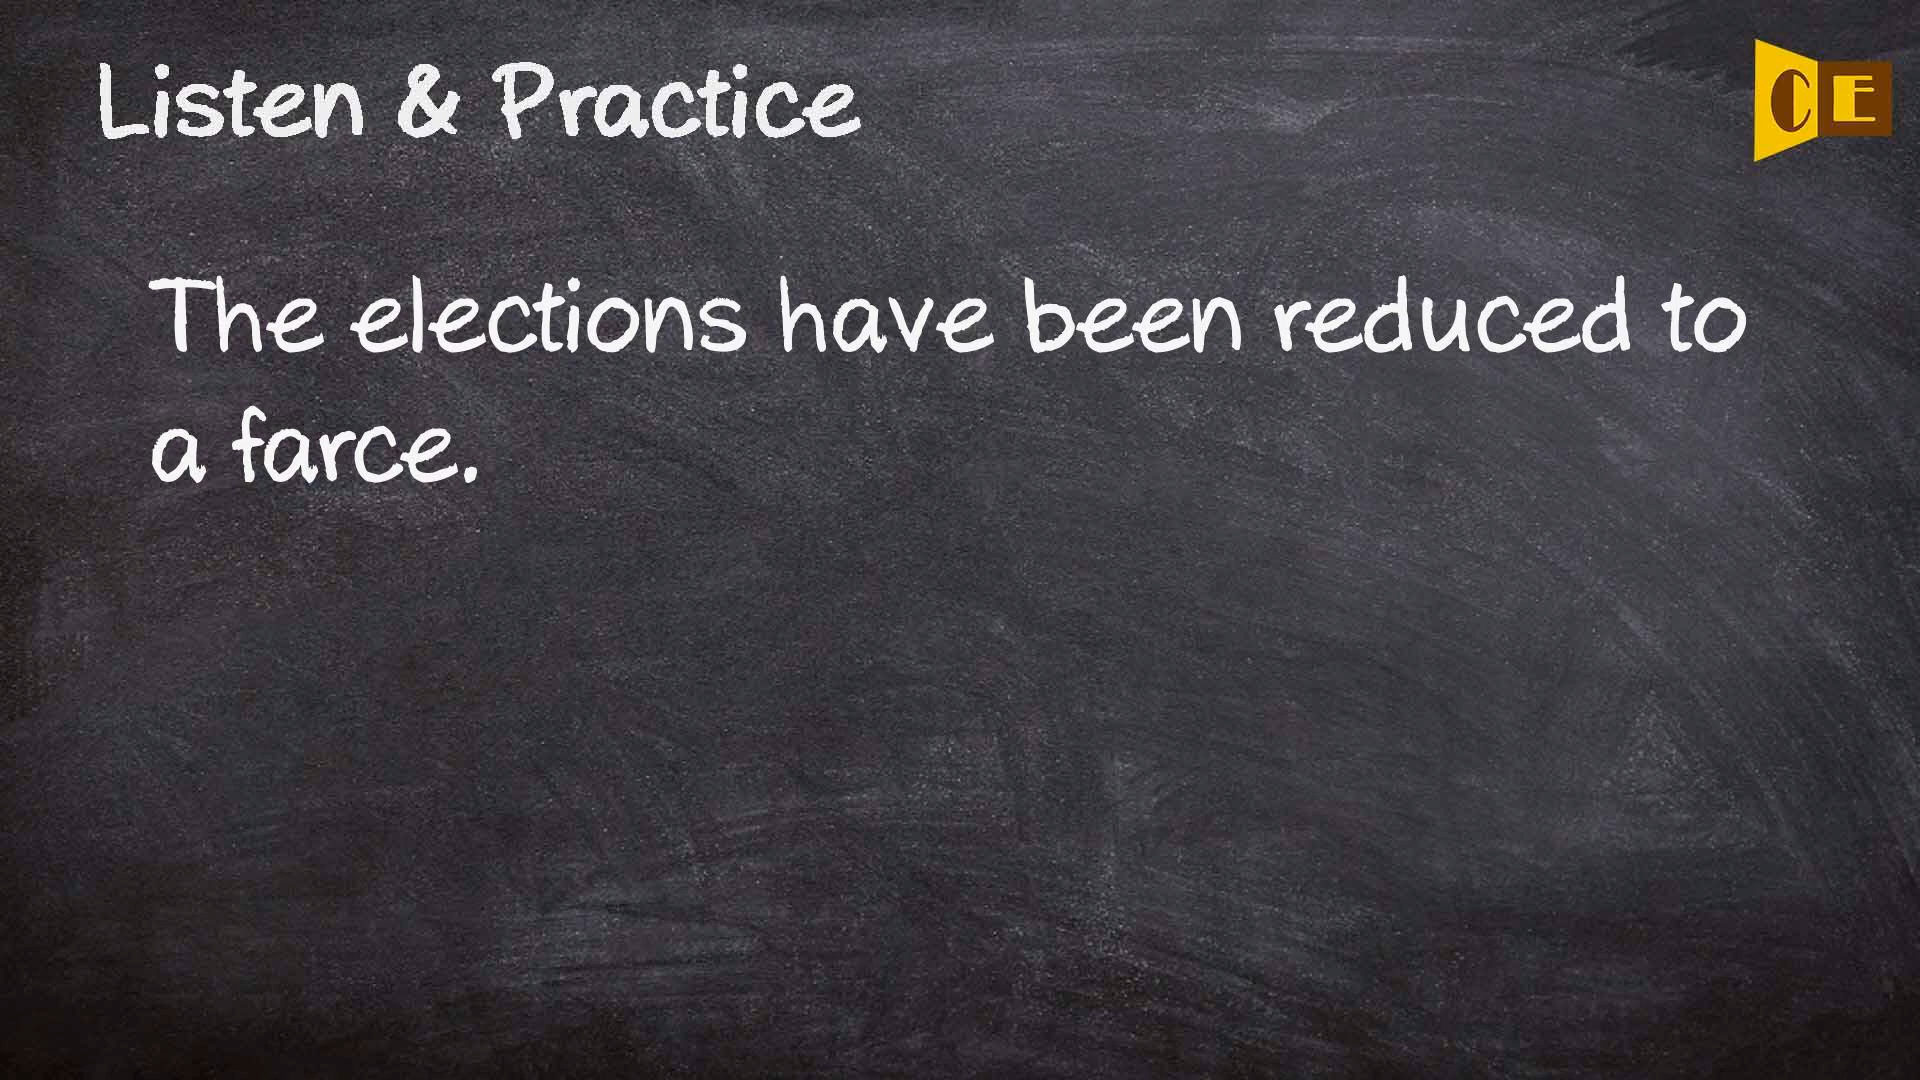 Listen & Practice
CE
The elections have been reduced to
a farce.